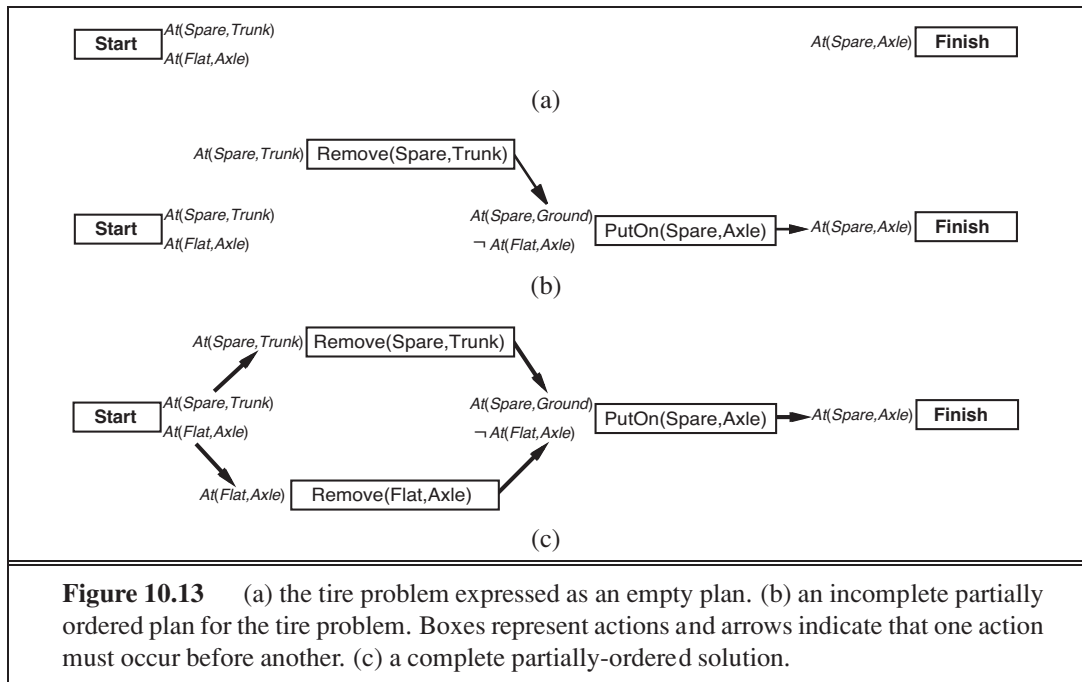 Start
At(Spare,Trunk)
At(Flat,Axle)
At(Spare,Axle)
Finish
(a)
At(Spare,Trunk)
Remove(Spare,Trunk)
Start
At(Spare,Trunk)
At(Flat,Axle)
At(Spare,Ground)
¬ At(Flat,Axle)
PutOn(Spare,Axle)
At(Spare,Axle)
Finish
(b)
At(Spare,Trunk)
Remove(Spare,Trunk)
Start
At(Spare,Trunk)
At(Flat,Axle)
At(Spare,Ground)
¬ At(Flat,Axle)
PutOn(Spare,Axle)
At(Spare,Axle)
Finish
At(Flat,Axle)
Remove(Flat,Axle)
(c)
Figure 10.13 (a) the tire problem expressed as an empty plan. (b) an incomplete partially
ordered plan for the tire problem. Boxes represent actions and arrows indicate that one action
must occur before another. (c) a complete partially-ordered solution.